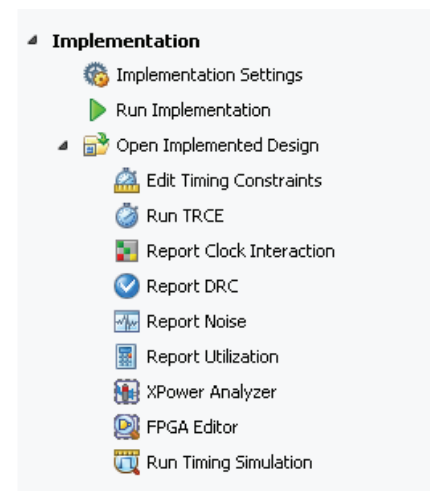 Implementation
Implementation Settings
Run Implementation
Open Implemented Design
Edit Timing Constraints
Run TRCE
Report Clock Interaction
Report DRC
Report Noise
Report Utilization
XPower Analyzer
FPGA Editor
Run Timing Simulation